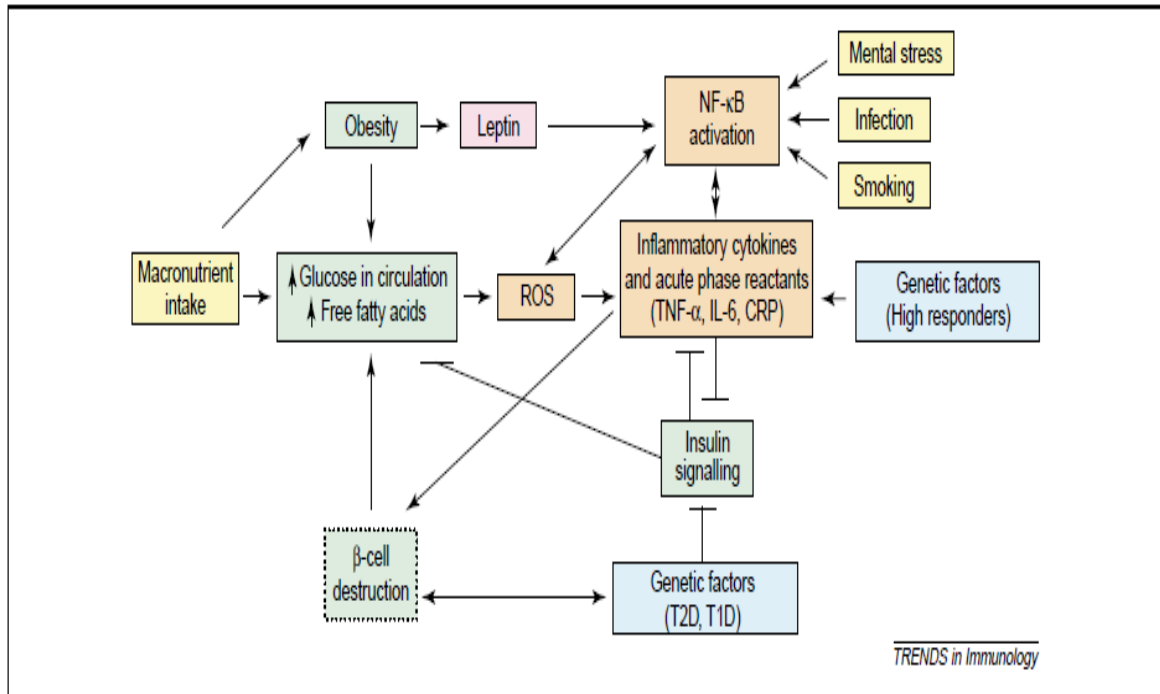 Mental stress
NF-κB
activation
Obesity
Leptin
Infection
Smoking
Macronutrient
intake
↑ Glucose in circulation
↑ Free fatty acids
ROS
Inflammatory cytokines
and acute phase reactants
(TNF-α, IL-6, CRP)
Genetic factors
(High responders)
Insulin
signalling
β-cell
destruction
Genetic factors
(T2D, T1D)
TRENDS in Immunology